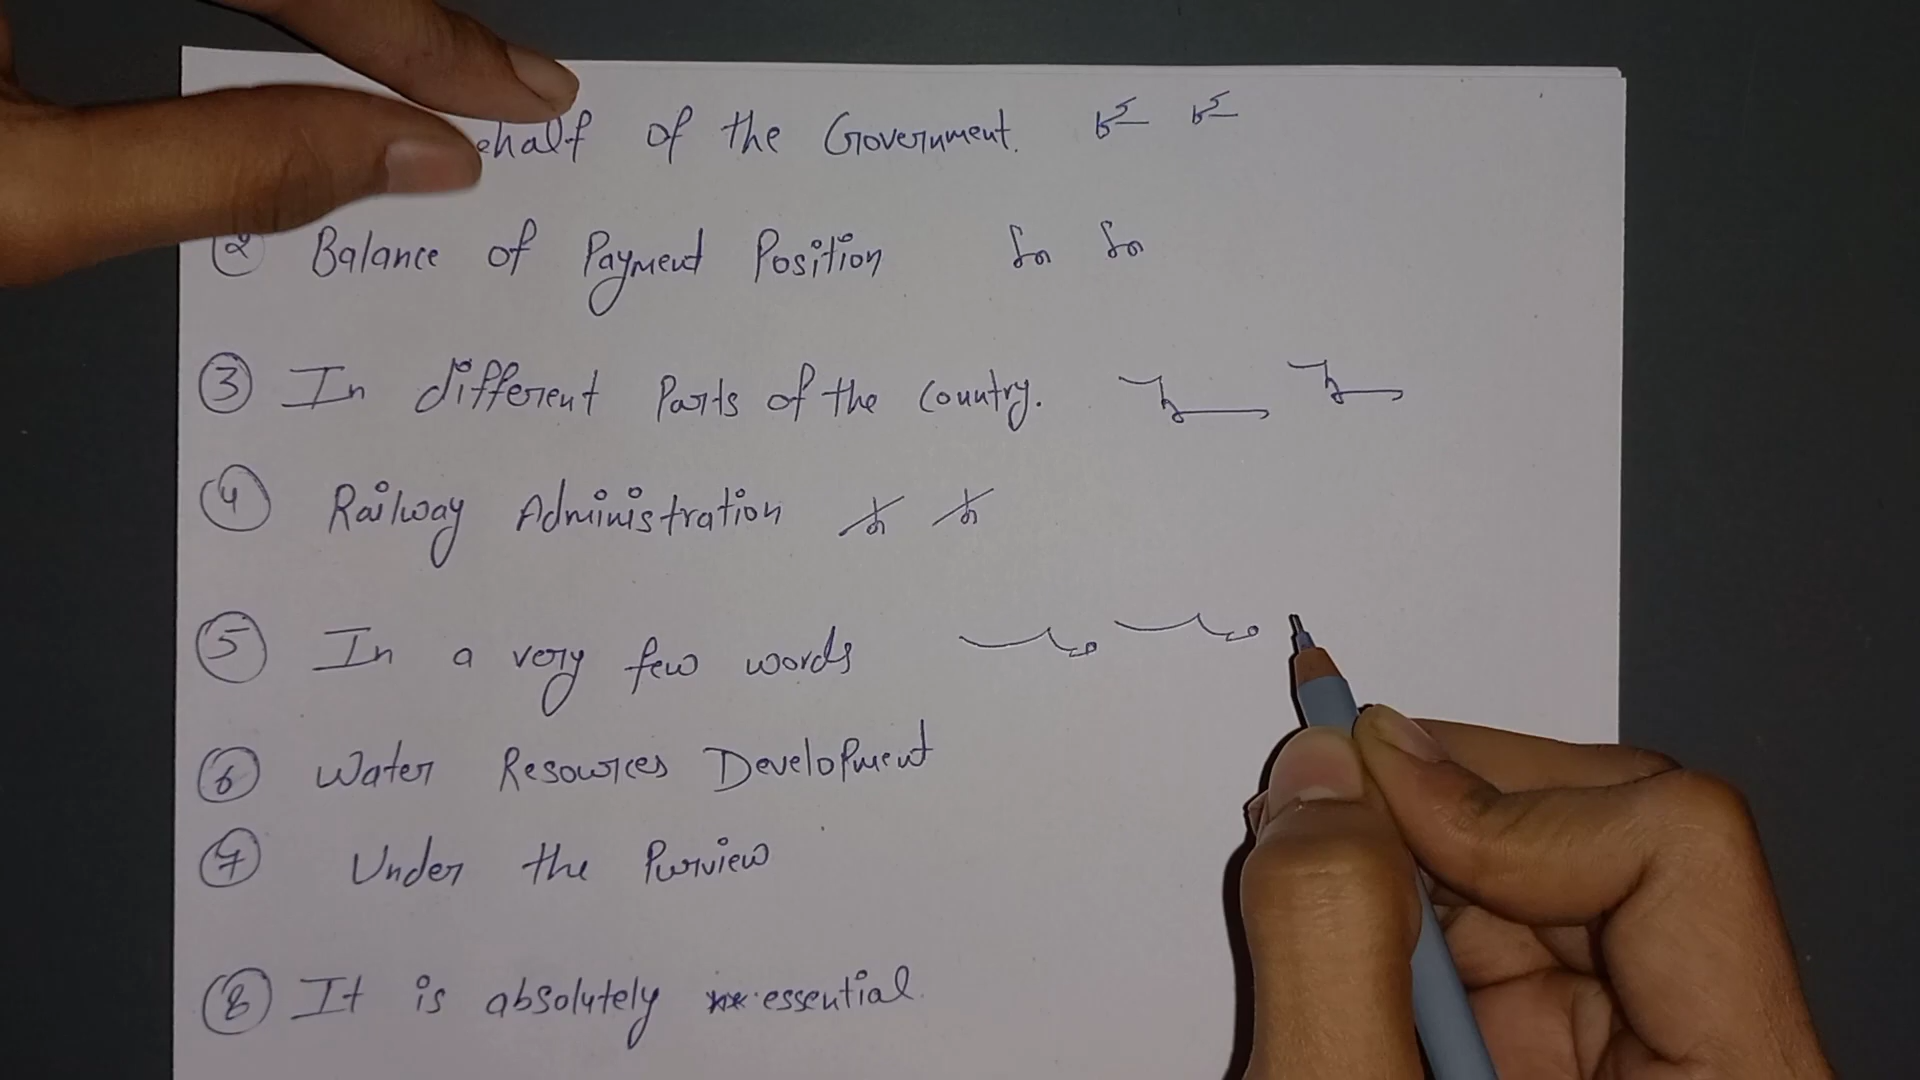 of the Government.
② Balance of Payment Position
③ In different Parts of the Country.
④ Railway Administration
⑤ In a very few words
⑥ Water Resources Development
⑦ Under the Purview
⑧ It is absolutely essential